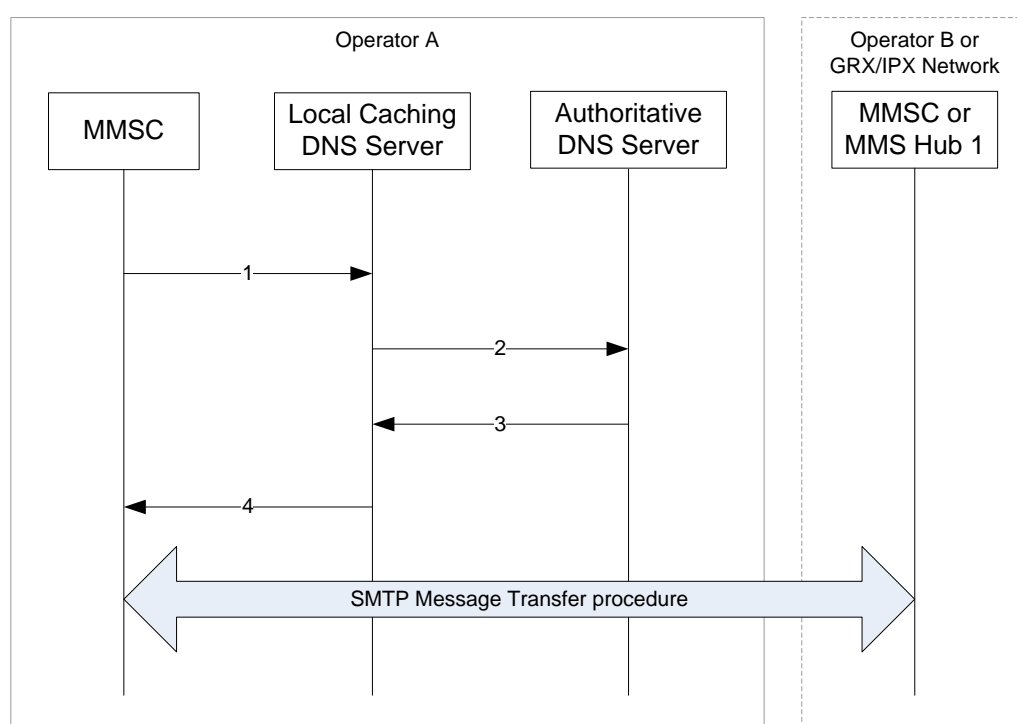 Operator A
Operator B or
GRX/IPX Network
MMSC
Local Caching
DNS Server
Authoritative
DNS Server
MMSC or
MMS Hub 1
1
2
3
4
SMTP Message Transfer procedure